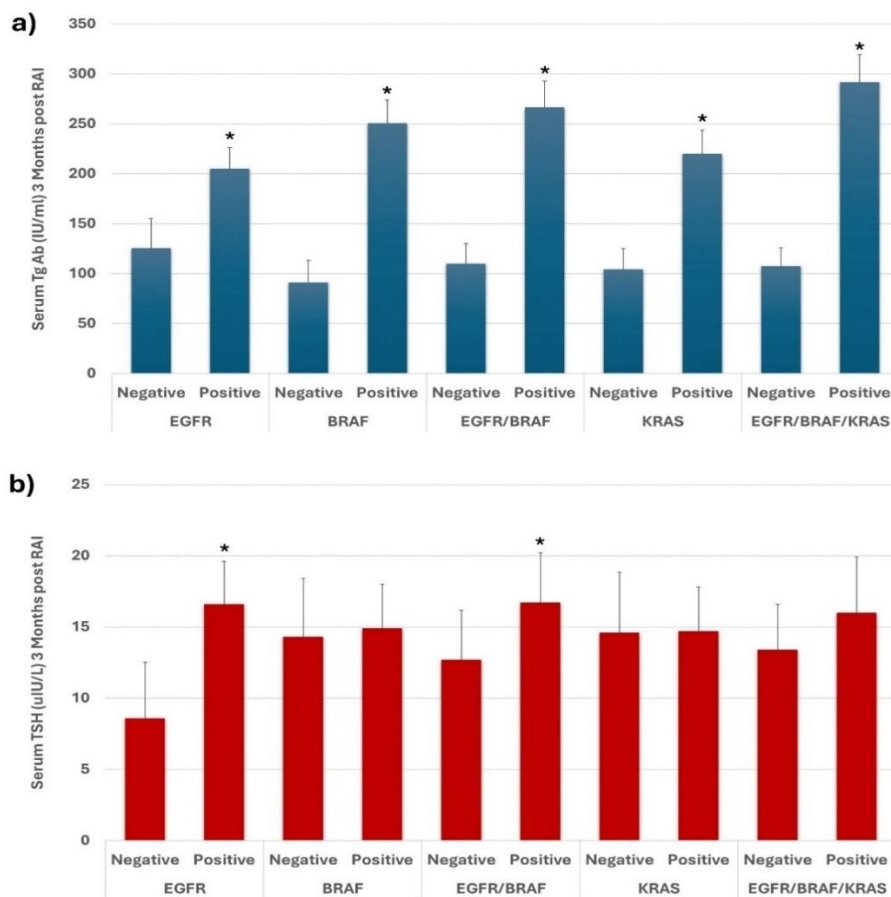 a)
Serum Tg Ab (IU/ml) 3 Months post RAI
350
300
250
200
150
100
50
0
* * * * *
Negative Positive Negative Positive Negative Positive Negative Positive Negative Positive
EGFR BRAF EGFR/BRAF KRAS EGFR/BRAF/KRAS
b)
Serum TSH (uIU/L) 3 Months post RAI
25
20
15
10
5
0
* *
Negative Positive Negative Positive Negative Positive Negative Positive Negative Positive
EGFR BRAF EGFR/BRAF KRAS EGFR/BRAF/KRAS